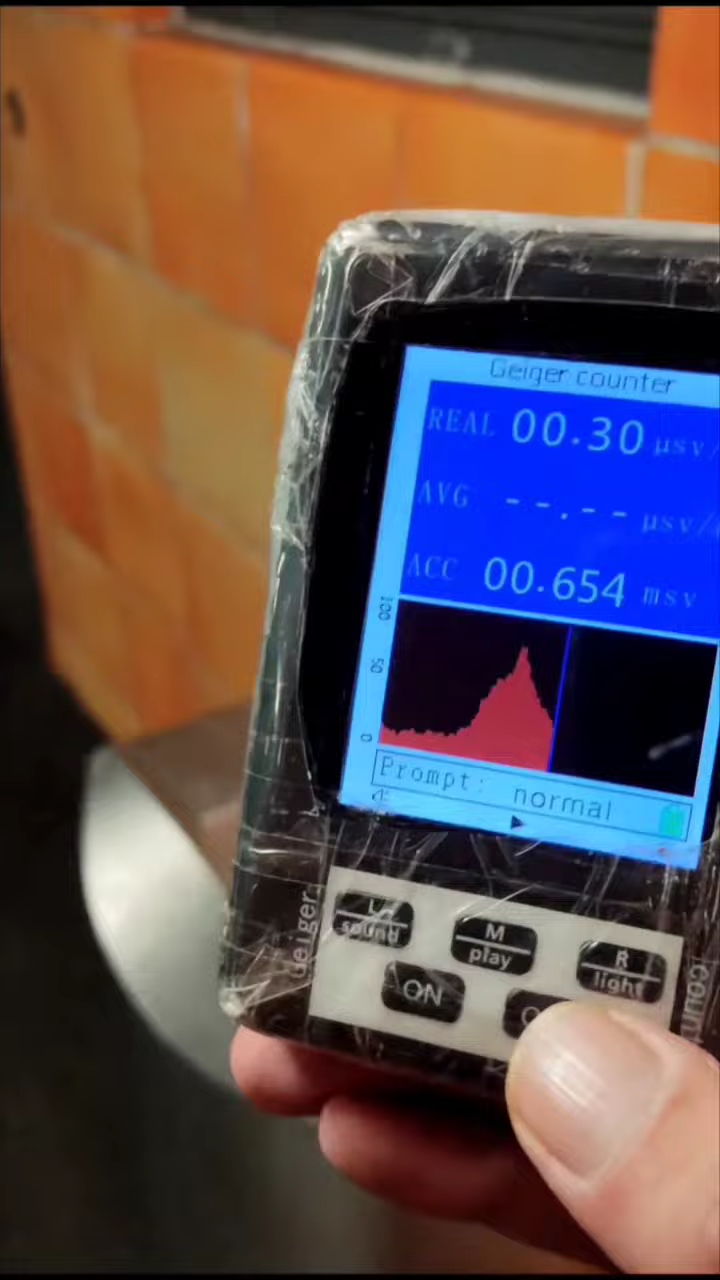 Geiger counter
REAL 00.30 µsv/
AVG --.-- µsv/
ACC 00.654 msv
100
50
0
Prompt: normal
L
sound
M
play
R
light
ON
Geiger